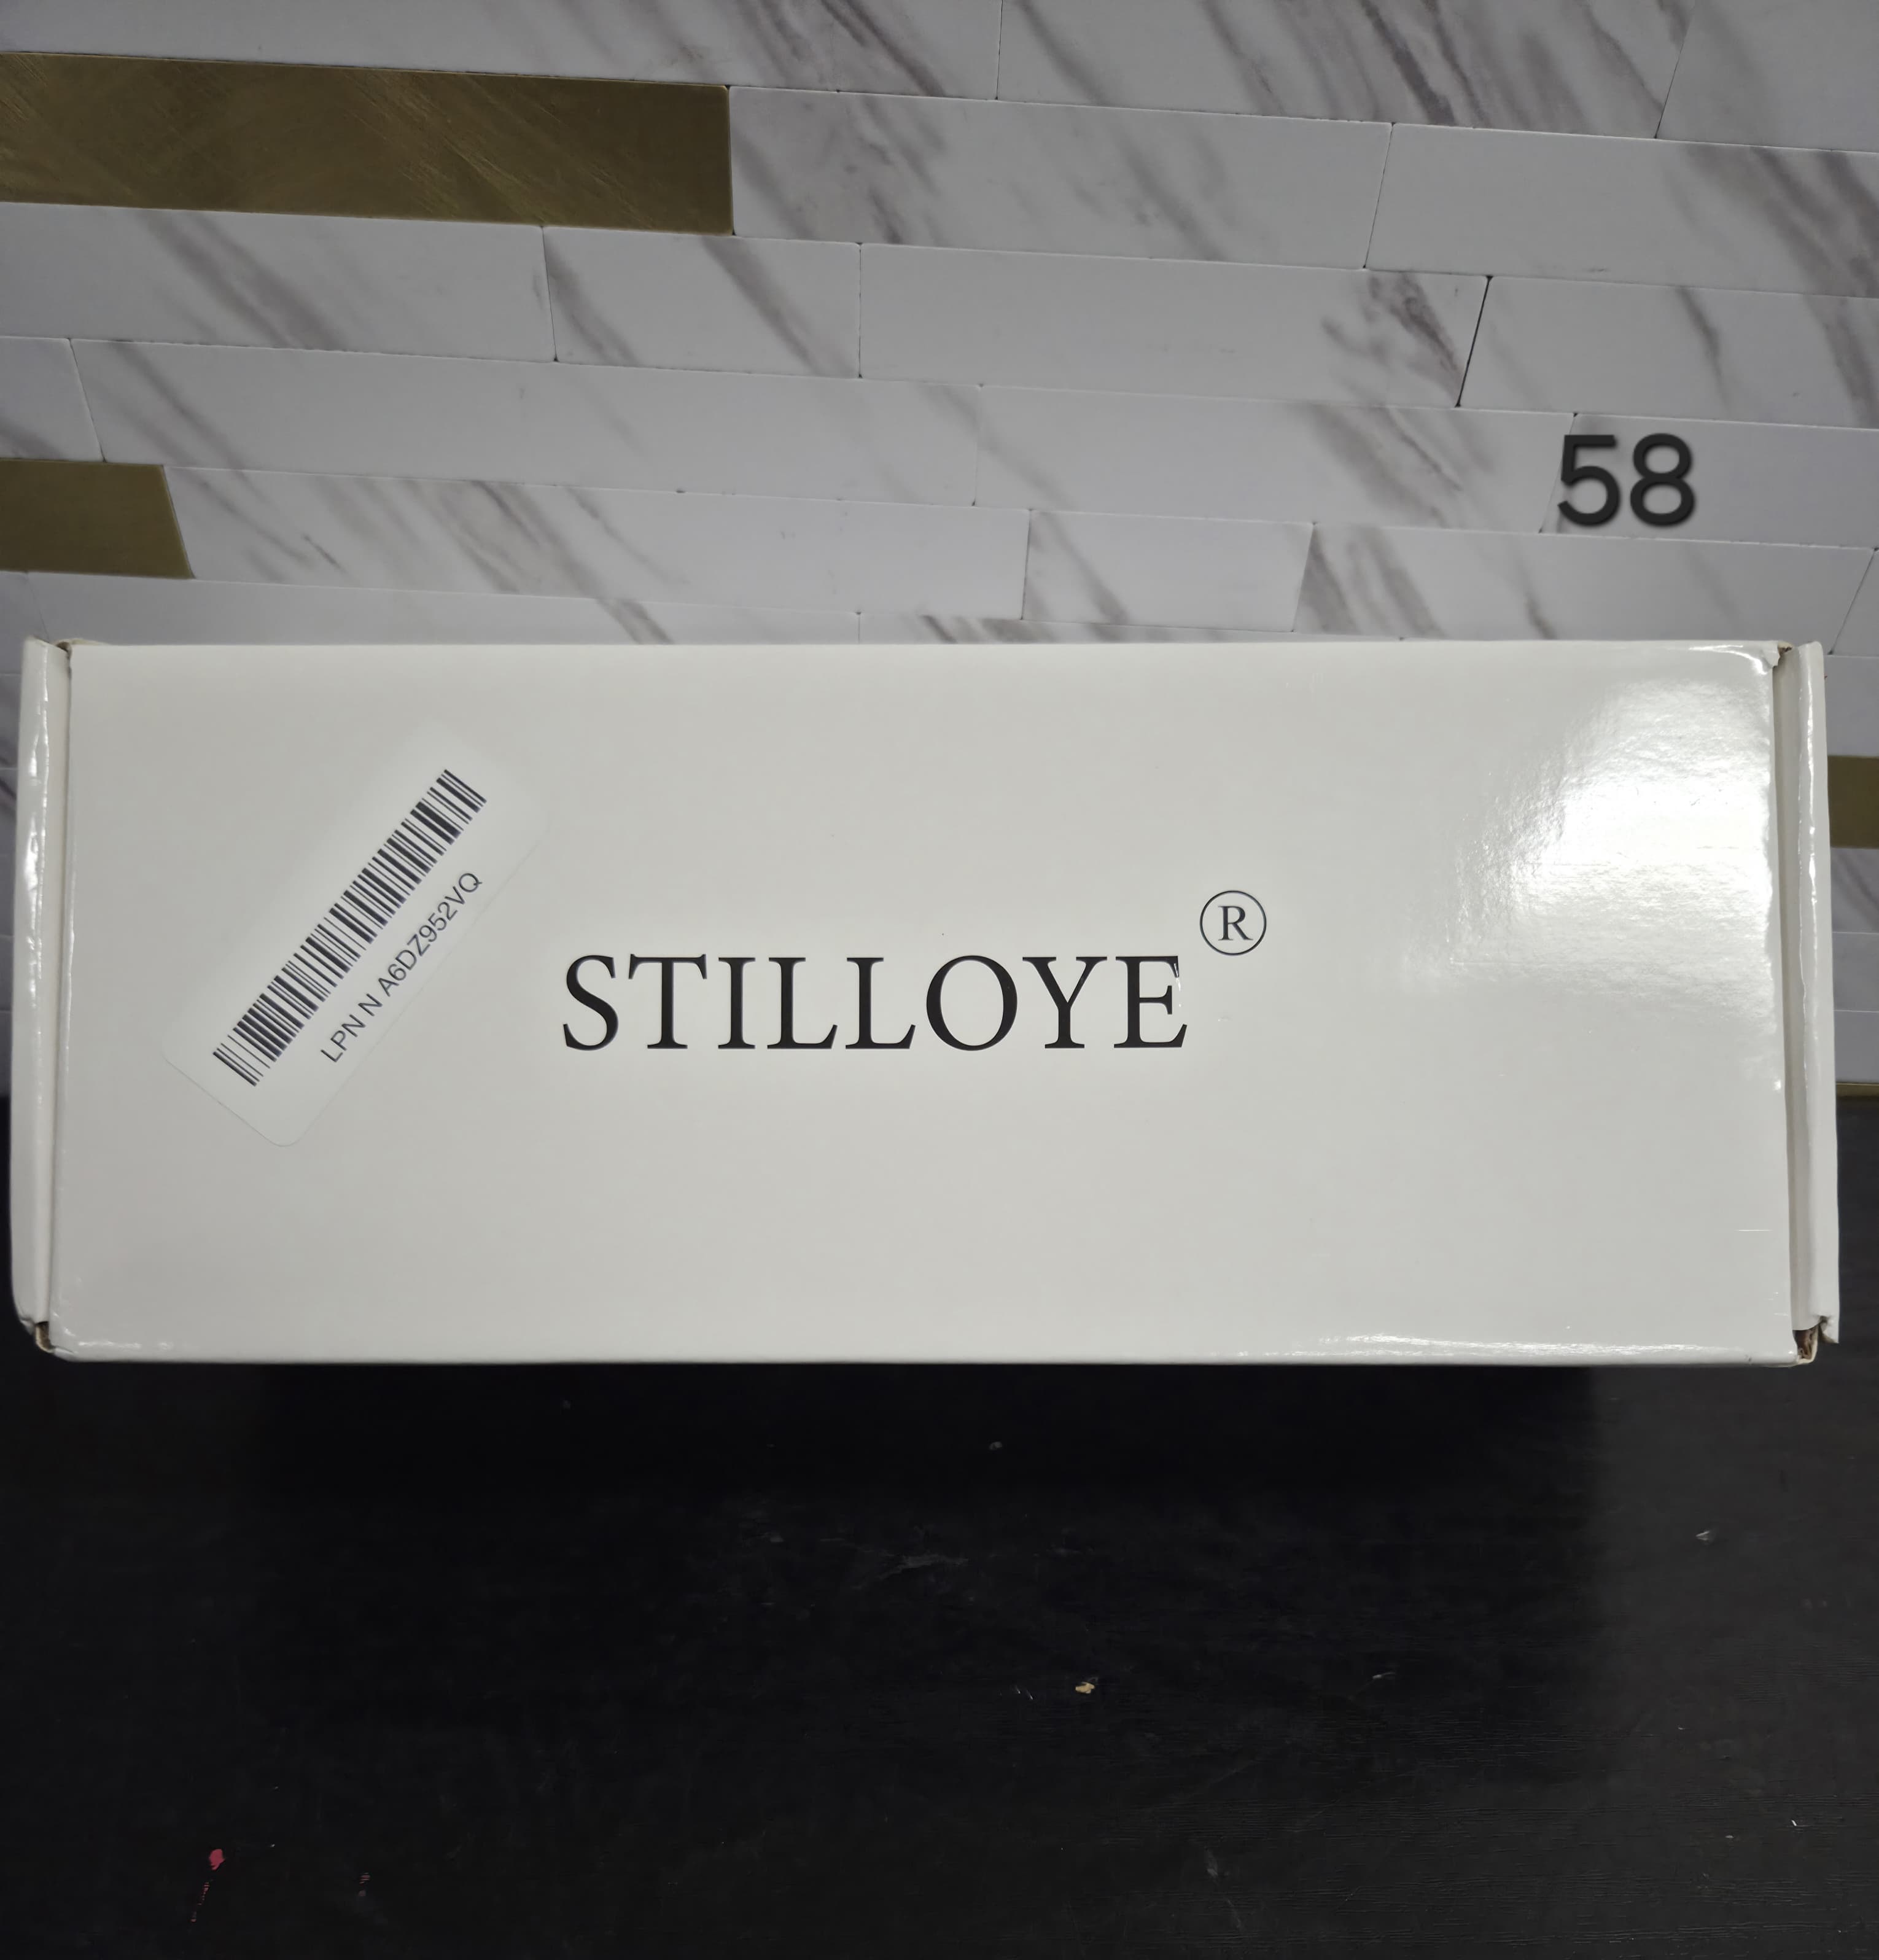 58
LPN N A6DZ952VQ
STILLOYE ®